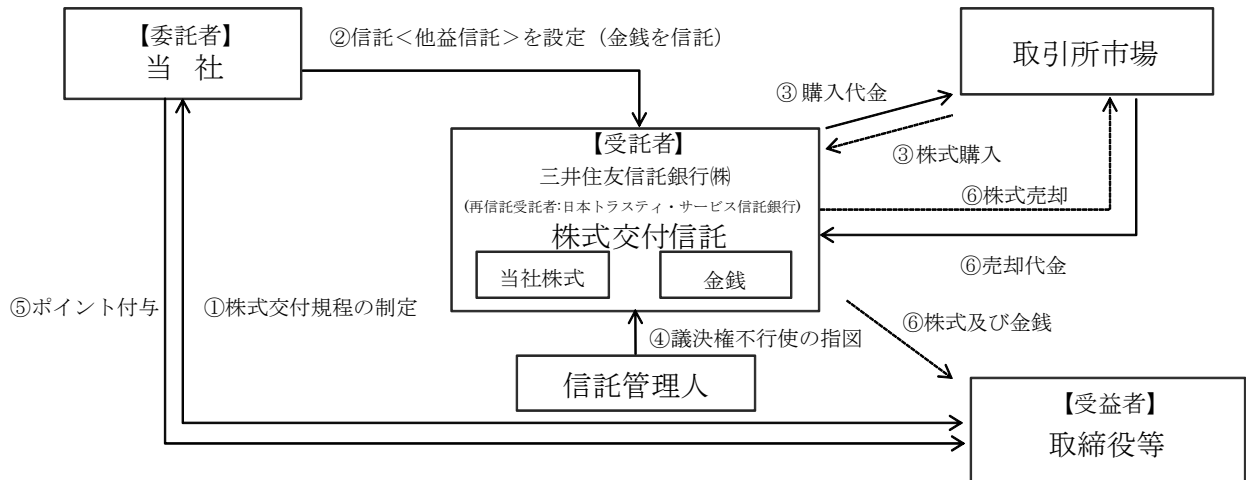 【委託者】
当 社
②信託<他益信託>を設定（金銭を信託）
取引所市場
③購入代金
③株式購入
【受託者】
三井住友信託銀行㈱
(再信託受託者:日本トラスティ・サービス信託銀行)
株式交付信託
当社株式
金銭
⑥株式売却
⑥売却代金
⑤ポイント付与
①株式交付規程の制定
④議決権不行使の指図
⑥株式及び金銭
信託管理人
【受益者】
取締役等